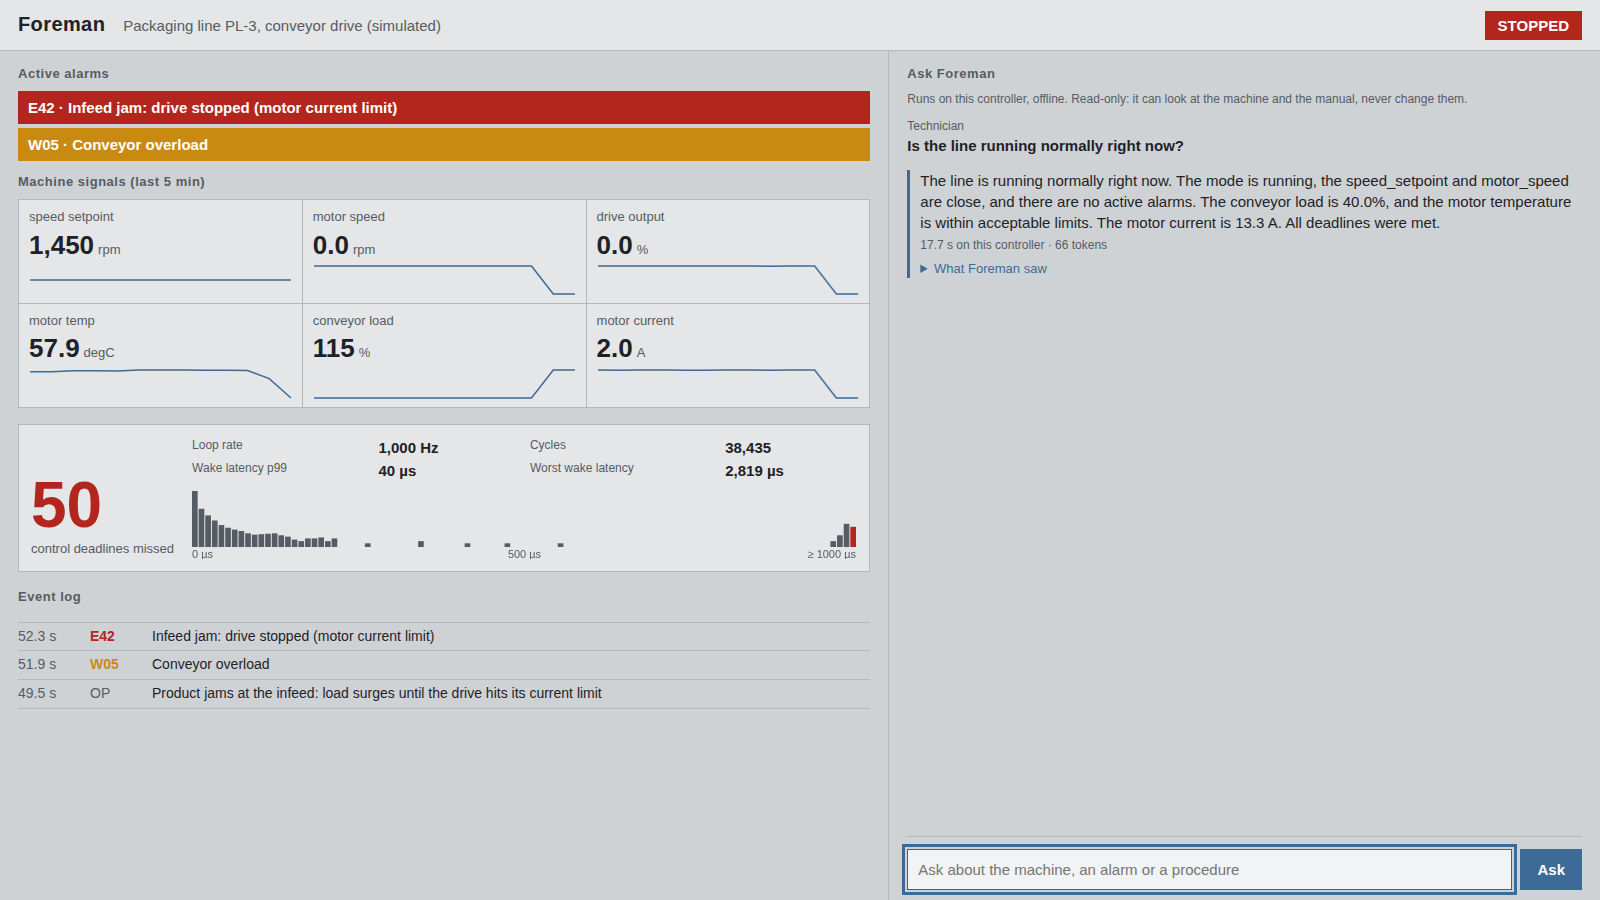 Foreman
Packaging line PL-3, conveyor drive (simulated)
STOPPED
Active alarms
E42 · Infeed jam: drive stopped (motor current limit)
W05 · Conveyor overload
Machine signals (last 5 min)
speed setpoint
1,450 rpm
motor speed
0.0 rpm
drive output
0.0 %
motor temp
57.9 degC
conveyor load
115 %
motor current
2.0 A
50
control deadlines missed
Loop rate
1,000 Hz
Cycles
38,435
Wake latency p99
40 µs
Worst wake latency
2,819 µs
0 µs
500 µs
≥ 1000 µs
Event log
52.3 s E42 Infeed jam: drive stopped (motor current limit)
51.9 s W05 Conveyor overload
49.5 s OP Product jams at the infeed: load surges until the drive hits its current limit
Ask Foreman
Runs on this controller, offline. Read-only: it can look at the machine and the manual, never change them.
Technician
Is the line running normally right now?
The line is running normally right now. The mode is running, the speed_setpoint and motor_speed
are close, and there are no active alarms. The conveyor load is 40.0%, and the motor temperature
is within acceptable limits. The motor current is 13.3 A. All deadlines were met.
17.7 s on this controller · 66 tokens
▶ What Foreman saw
Ask about the machine, an alarm or a procedure
Ask